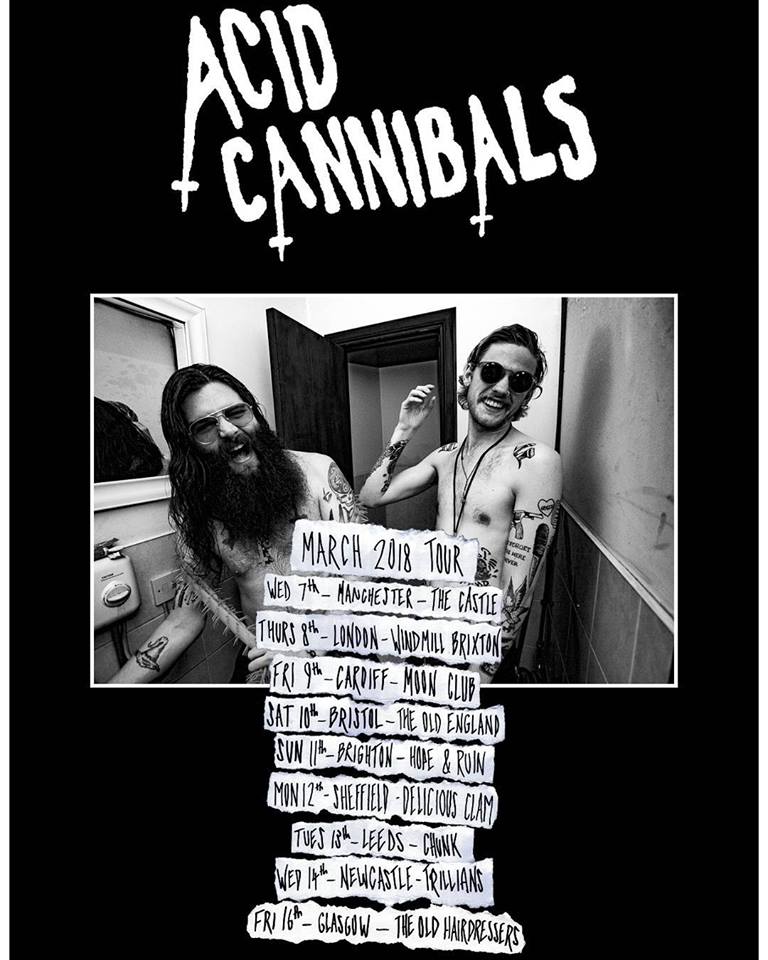 ACID
CANNIBALS
MARCH 2018 TOUR
WED 7th - MANCHESTER - THE CASTLE
THURS 8th - LONDON - WINDMILL BRIXTON
FRI 9th - CARDIFF - MOON CLUB
SAT 10th - BRISTOL - THE OLD ENGLAND
SUN 11th - BRIGHTON - HOPE & RUIN
MON 12th - SHEFFIELD - DELICIOUS CLAM
TUES 13th - LEEDS - CHUNK
WED 14th - NEWCASTLE - TRILLIANS
FRI 16th - GLASGOW - THE OLD HAIRDRESSERS